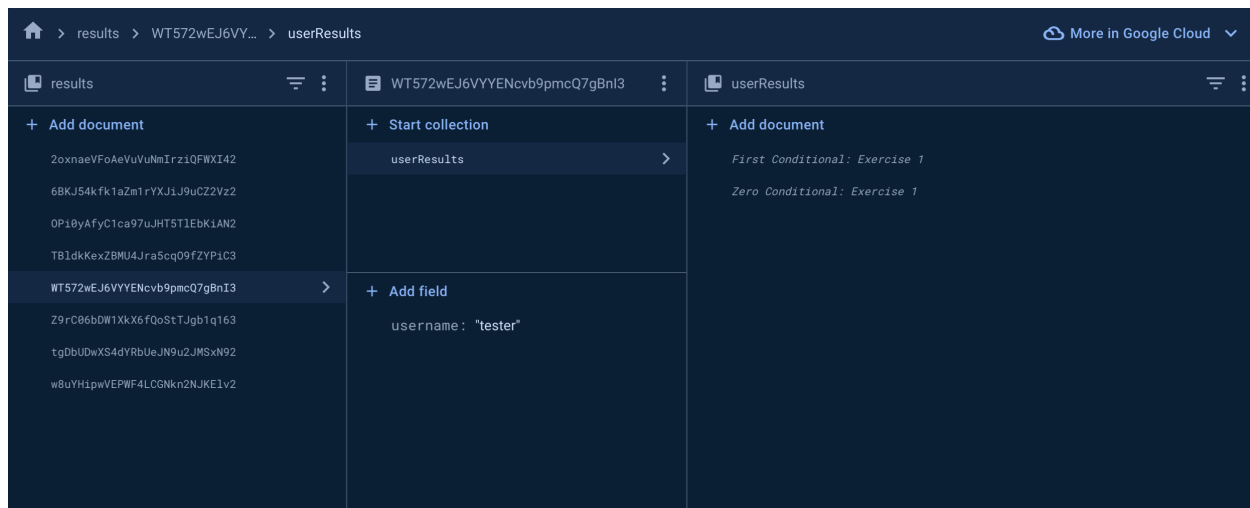 results > WT572wEJ6VY… > userResults
More in Google Cloud
results
WT572wEJ6VYYENcvb9pmcQ7gBnI3
userResults
+ Add document
2oxnaeVFoAeVuVuNmIrziQFWXI42
6BKJ54kfk1aZm1rYXJiJ9uCZ2Vz2
OPi0yAfyC1ca97uJHT5TlEbKiAN2
TBldkKexZBMU4Jra5cqO9fZYPiC3
WT572wEJ6VYYENcvb9pmcQ7gBnI3
Z9rC06bDW1XkX6fQoStTJgb1q163
tgDbUDwXS4dYRbUeJN9u2JMSxN92
w8uYHipwVEPWF4LCGNkn2NJKElv2
+ Start collection
userResults
+ Add field
username: "tester"
+ Add document
First Conditional: Exercise 1
Zero Conditional: Exercise 1